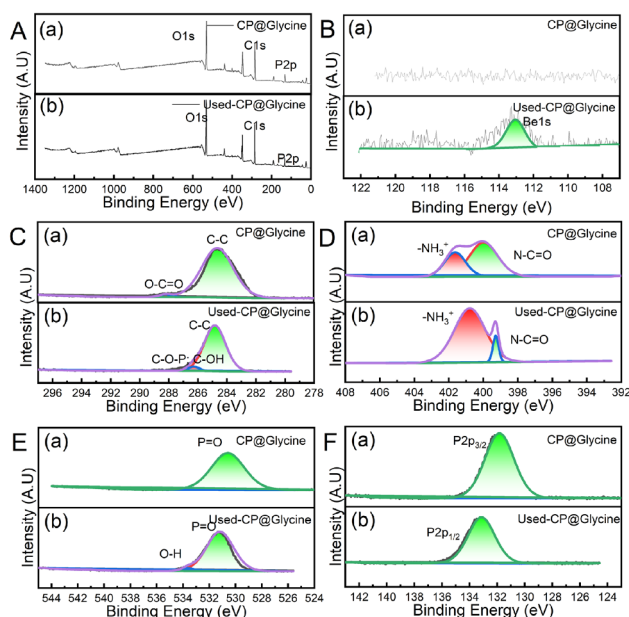 A
(a)
CP@Glycine
O1s
C1s
P2p
(b)
Used-CP@Glycine
O1s
C1s
P2p
Intensity (A.U)
1400 1200 1000 800 600 400 200 0
Binding Energy (eV)
B
(a)
CP@Glycine
(b)
Used-CP@Glycine
Be1s
Intensity (A.U)
122 120 118 116 114 112 110 108
Binding Energy (eV)
C
(a)
CP@Glycine
C-C
O-C=O
(b)
Used-CP@Glycine
C-C
C-O-P; C-OH
Intensity (A.U)
296 294 292 290 288 286 284 282 280 278
Binding Energy (eV)
D
(a)
CP@Glycine
-NH3+
N-C=O
(b)
Used-CP@Glycine
-NH3+
N-C=O
Intensity (A.U)
408 406 404 402 400 398 396 394 392
Binding Energy (eV)
E
(a)
P=O
CP@Glycine
(b)
P=O
Used-CP@Glycine
O-H
Intensity (A.U)
544 542 540 538 536 534 532 530 528 526 524
Binding Energy (eV)
F
(a)
P2p3/2
CP@Glycine
(b)
P2p1/2
Used-CP@Glycine
Intensity (A.U)
142 140 138 136 134 132 130 128 126 124
Binding Energy (eV)